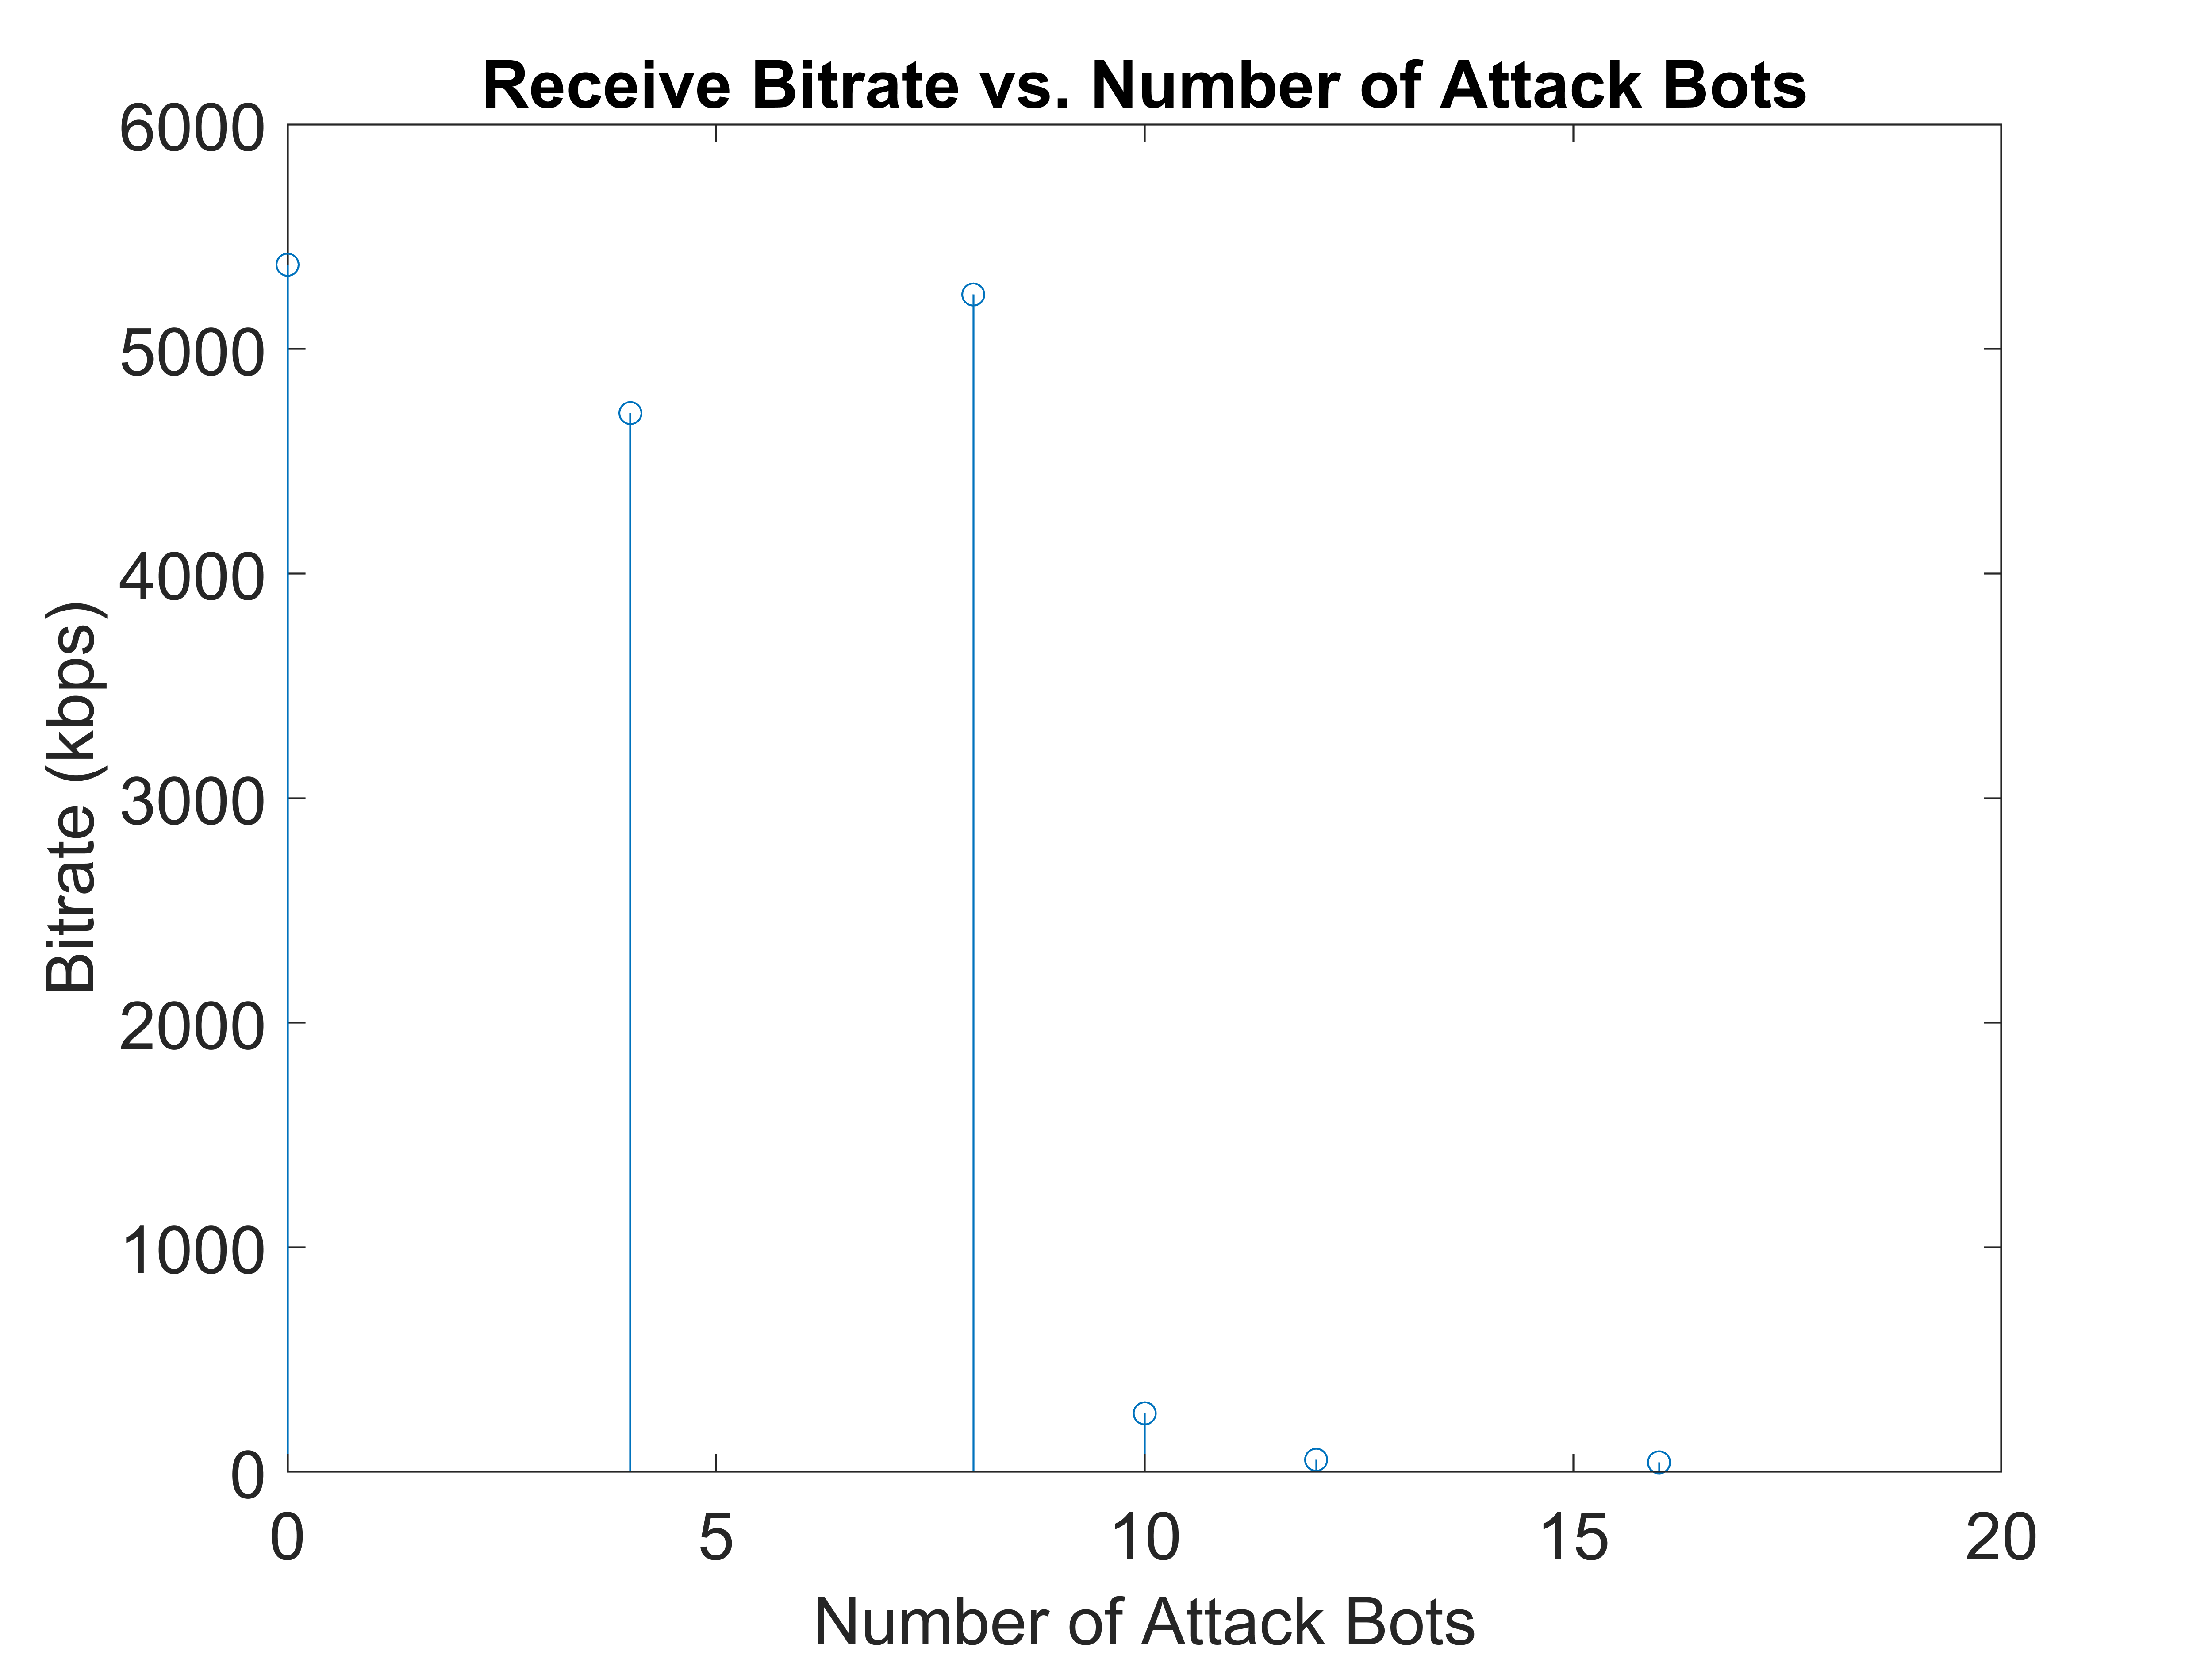 Receive Bitrate vs. Number of Attack Bots
6000
5000
4000
3000
2000
1000
0
Bitrate (kbps)
0 5 10 15 20
Number of Attack Bots